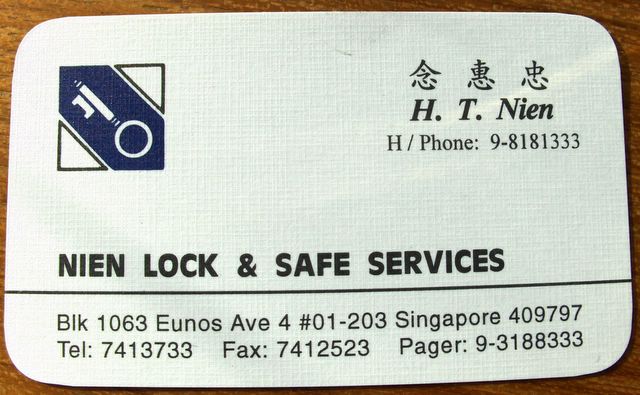 念 惠 忠
H. T. Nien
H / Phone: 9-8181333
NIEN LOCK & SAFE SERVICES
Blk 1063 Eunos Ave 4 #01-203 Singapore 409797
Tel: 7413733 Fax: 7412523 Pager: 9-3188333